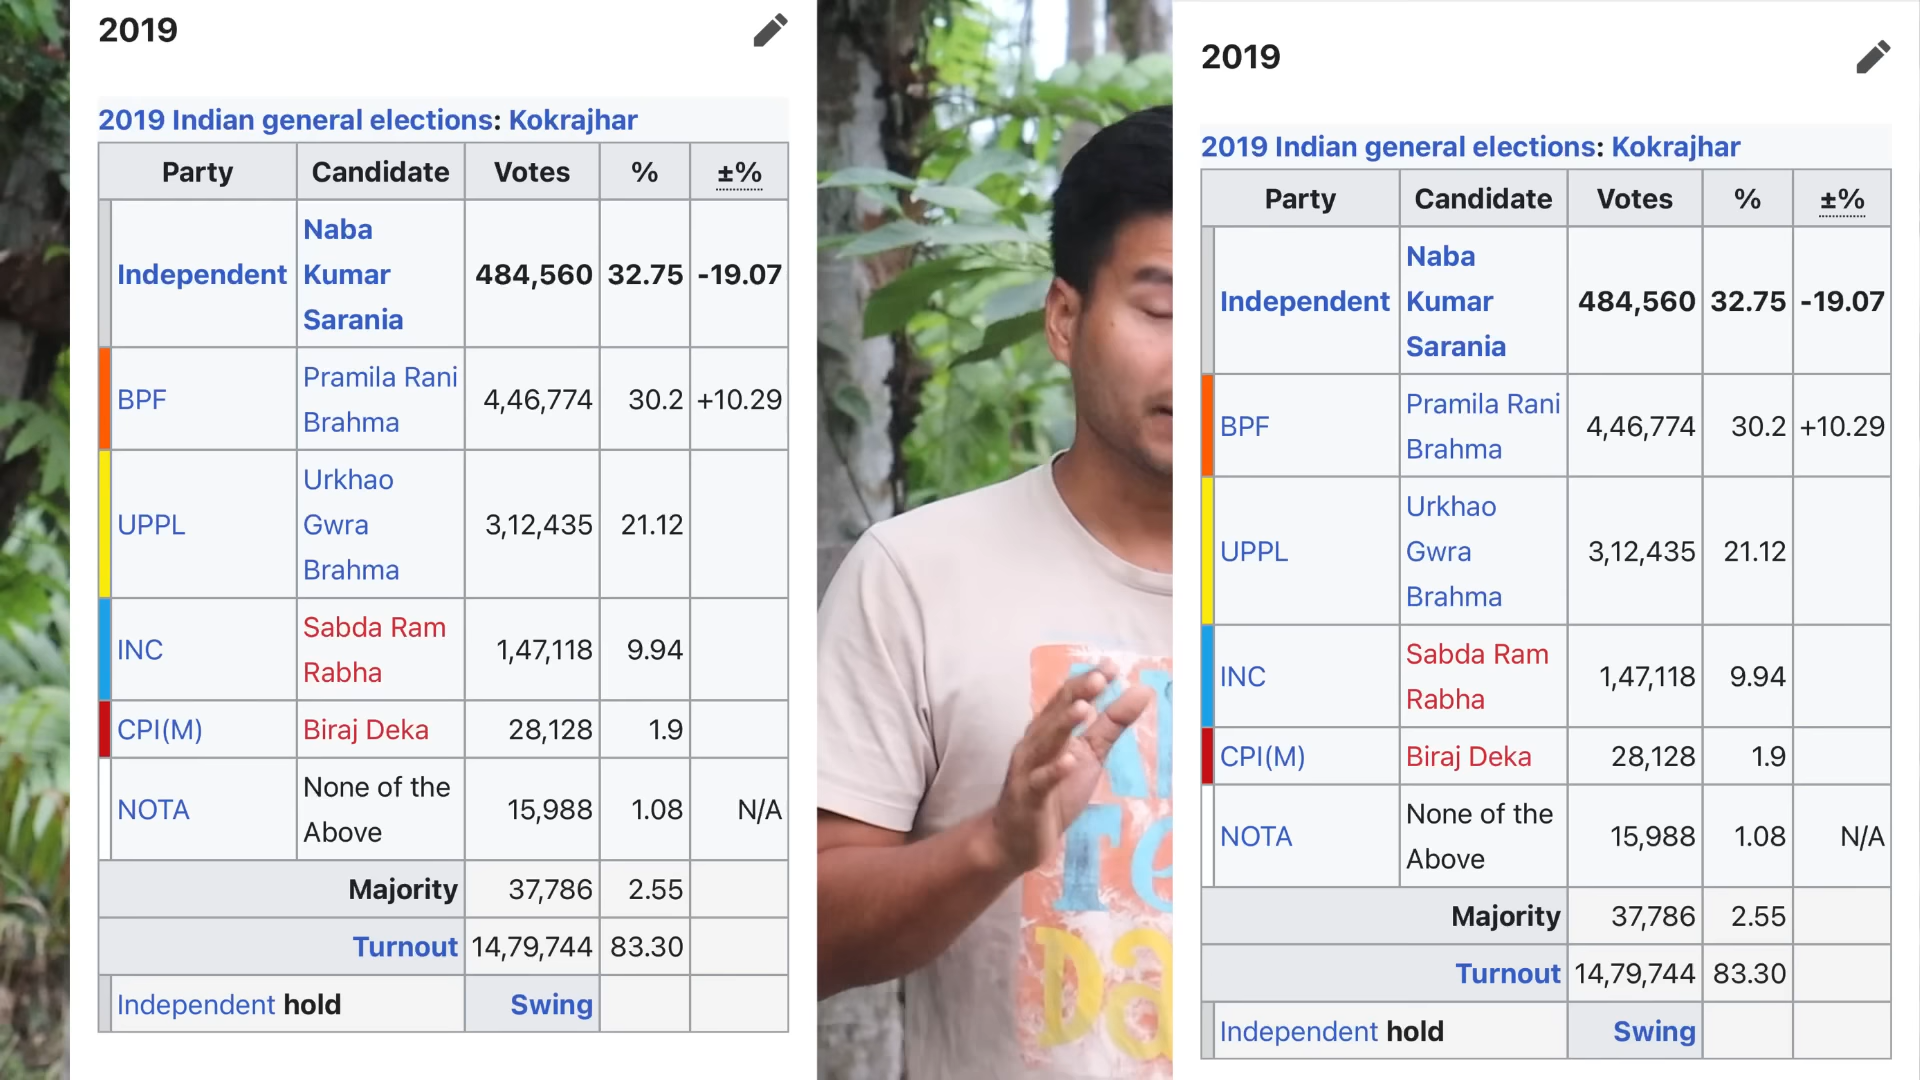 2019
2019 Indian general elections: Kokrajhar
Party Candidate Votes % ±%
Independent Naba Kumar Sarania 484,560 32.75 -19.07
BPF Pramila Rani Brahma 4,46,774 30.2 +10.29
UPPL Urkhao Gwra Brahma 3,12,435 21.12
INC Sabda Ram Rabha 1,47,118 9.94
CPI(M) Biraj Deka 28,128 1.9
NOTA None of the Above 15,988 1.08 N/A
Majority 37,786 2.55
Turnout 14,79,744 83.30
Independent hold Swing
2019
2019 Indian general elections: Kokrajhar
Party Candidate Votes % ±%
Independent Naba Kumar Sarania 484,560 32.75 -19.07
BPF Pramila Rani Brahma 4,46,774 30.2 +10.29
UPPL Urkhao Gwra Brahma 3,12,435 21.12
INC Sabda Ram Rabha 1,47,118 9.94
CPI(M) Biraj Deka 28,128 1.9
NOTA None of the Above 15,988 1.08 N/A
Majority 37,786 2.55
Turnout 14,79,744 83.30
Independent hold Swing